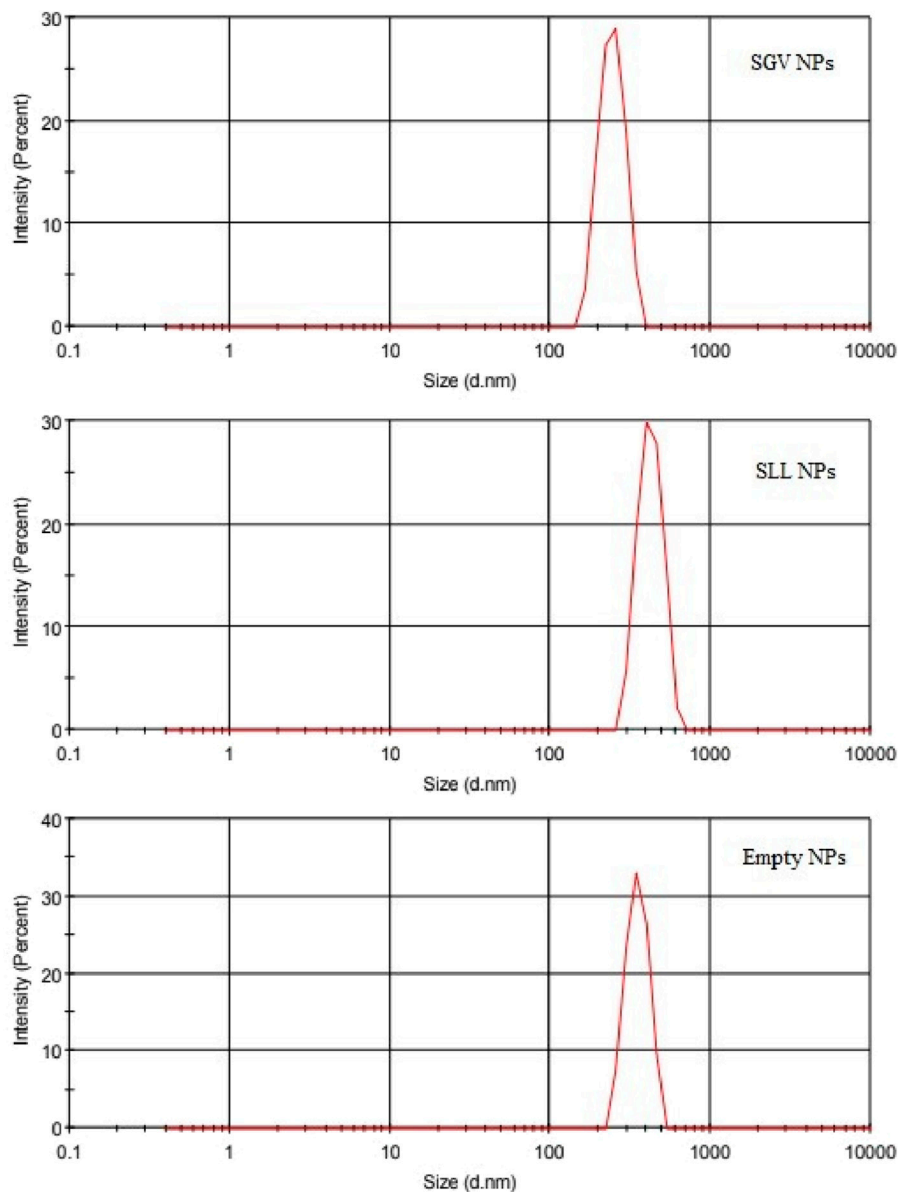 30
SGV NPs
20
Intensity (Percent)
10
0
0.1 1 10 100 1000 10000
Size (d.nm)
30
SLL NPs
20
Intensity (Percent)
10
0
0.1 1 10 100 1000 10000
Size (d.nm)
40
Empty NPs
30
Intensity (Percent)
20
10
0
0.1 1 10 100 1000 10000
Size (d.nm)